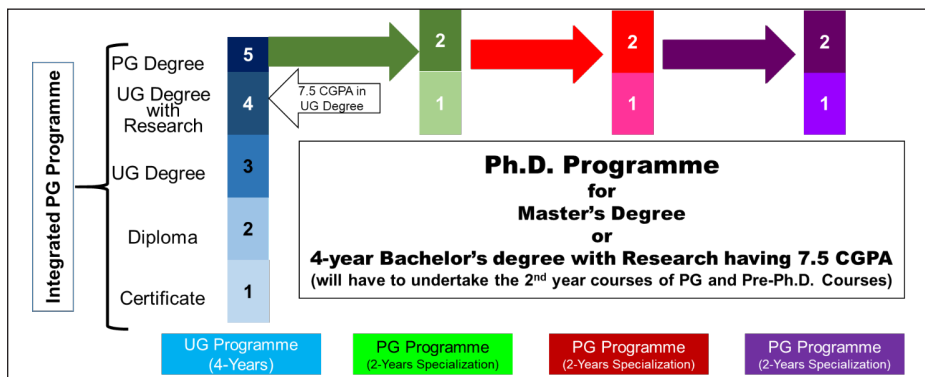 Integrated PG Programme
PG Degree
UG Degree
with
Research
UG Degree
Diploma
Certificate
5
4
3
2
1
7.5 CGPA in
UG Degree
2
1
2
1
2
1
Ph.D. Programme
for
Master’s Degree
or
4-year Bachelor’s degree with Research having 7.5 CGPA
(will have to undertake the 2nd year courses of PG and Pre-Ph.D. Courses)
UG Programme
(4-Years)
PG Programme
(2-Years Specialization)
PG Programme
(2-Years Specialization)
PG Programme
(2-Years Specialization)